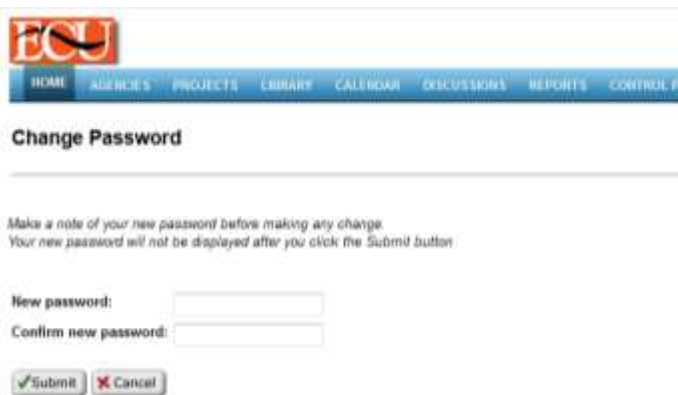 ECU
HOME AGENCIES PROJECTS LIBRARY CALENDAR DISCUSSIONS REPORTS CONTROL P
Change Password
Make a note of your new password before making any change.
Your new password will not be displayed after you click the Submit button
New password:
Confirm new password:
Submit Cancel